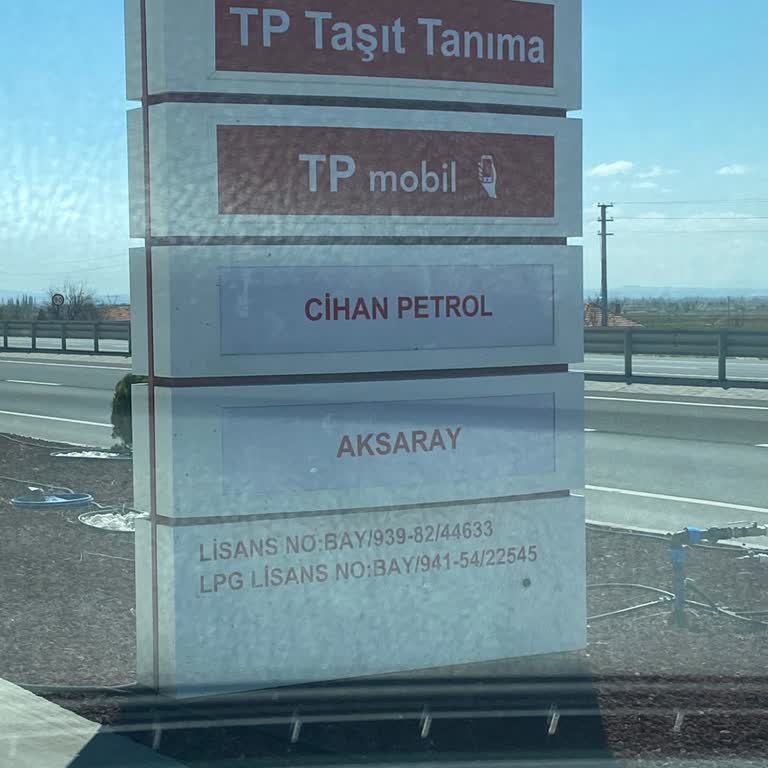 TP Taşıt Tanıma
TP mobil
CİHAN PETROL
AKSARAY
LİSANS NO:BAY/939-82/44633
LPG LİSANS NO:BAY/941-54/22545